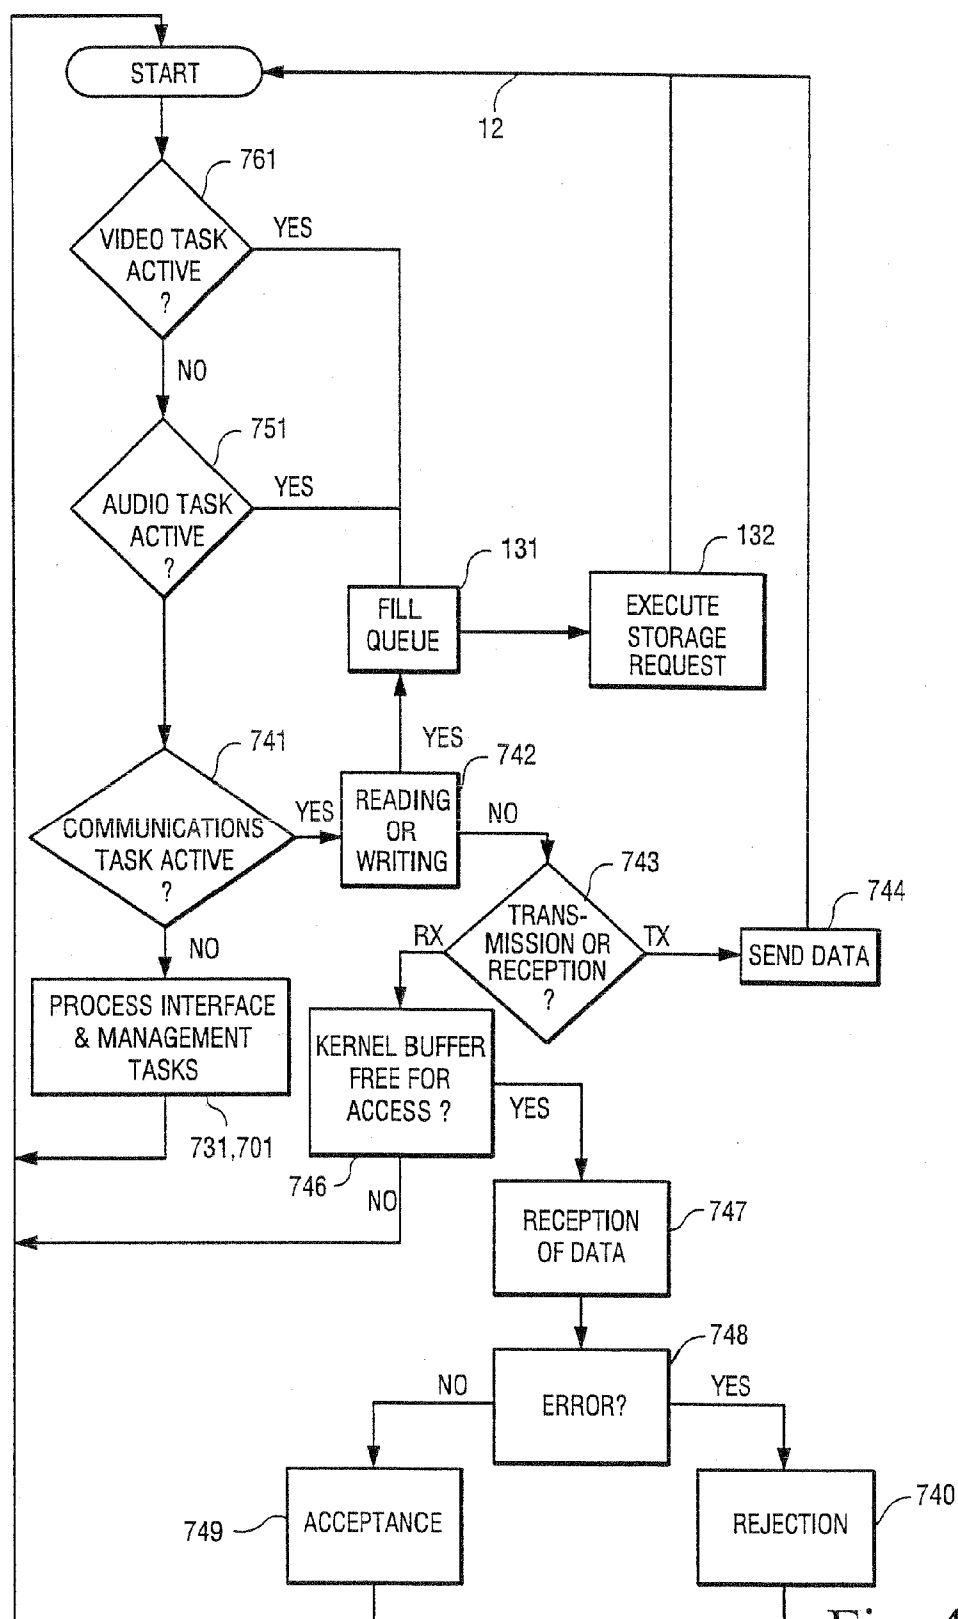 START
12
761
VIDEO TASK
ACTIVE
?
YES
NO
751
AUDIO TASK
ACTIVE
?
YES
131
FILL
QUEUE
132
EXECUTE
STORAGE
REQUEST
741
COMMUNICATIONS
TASK ACTIVE
?
YES
YES
742
READING
OR
WRITING
NO
743
TRANS-
MISSION OR
RECEPTION
?
RX
TX
744
SEND DATA
NO
PROCESS INTERFACE
& MANAGEMENT
TASKS
731,701
KERNEL BUFFER
FREE FOR
ACCESS ?
YES
746
NO
RECEPTION
OF DATA
747
748
ERROR?
NO
YES
749
ACCEPTANCE
740
REJECTION